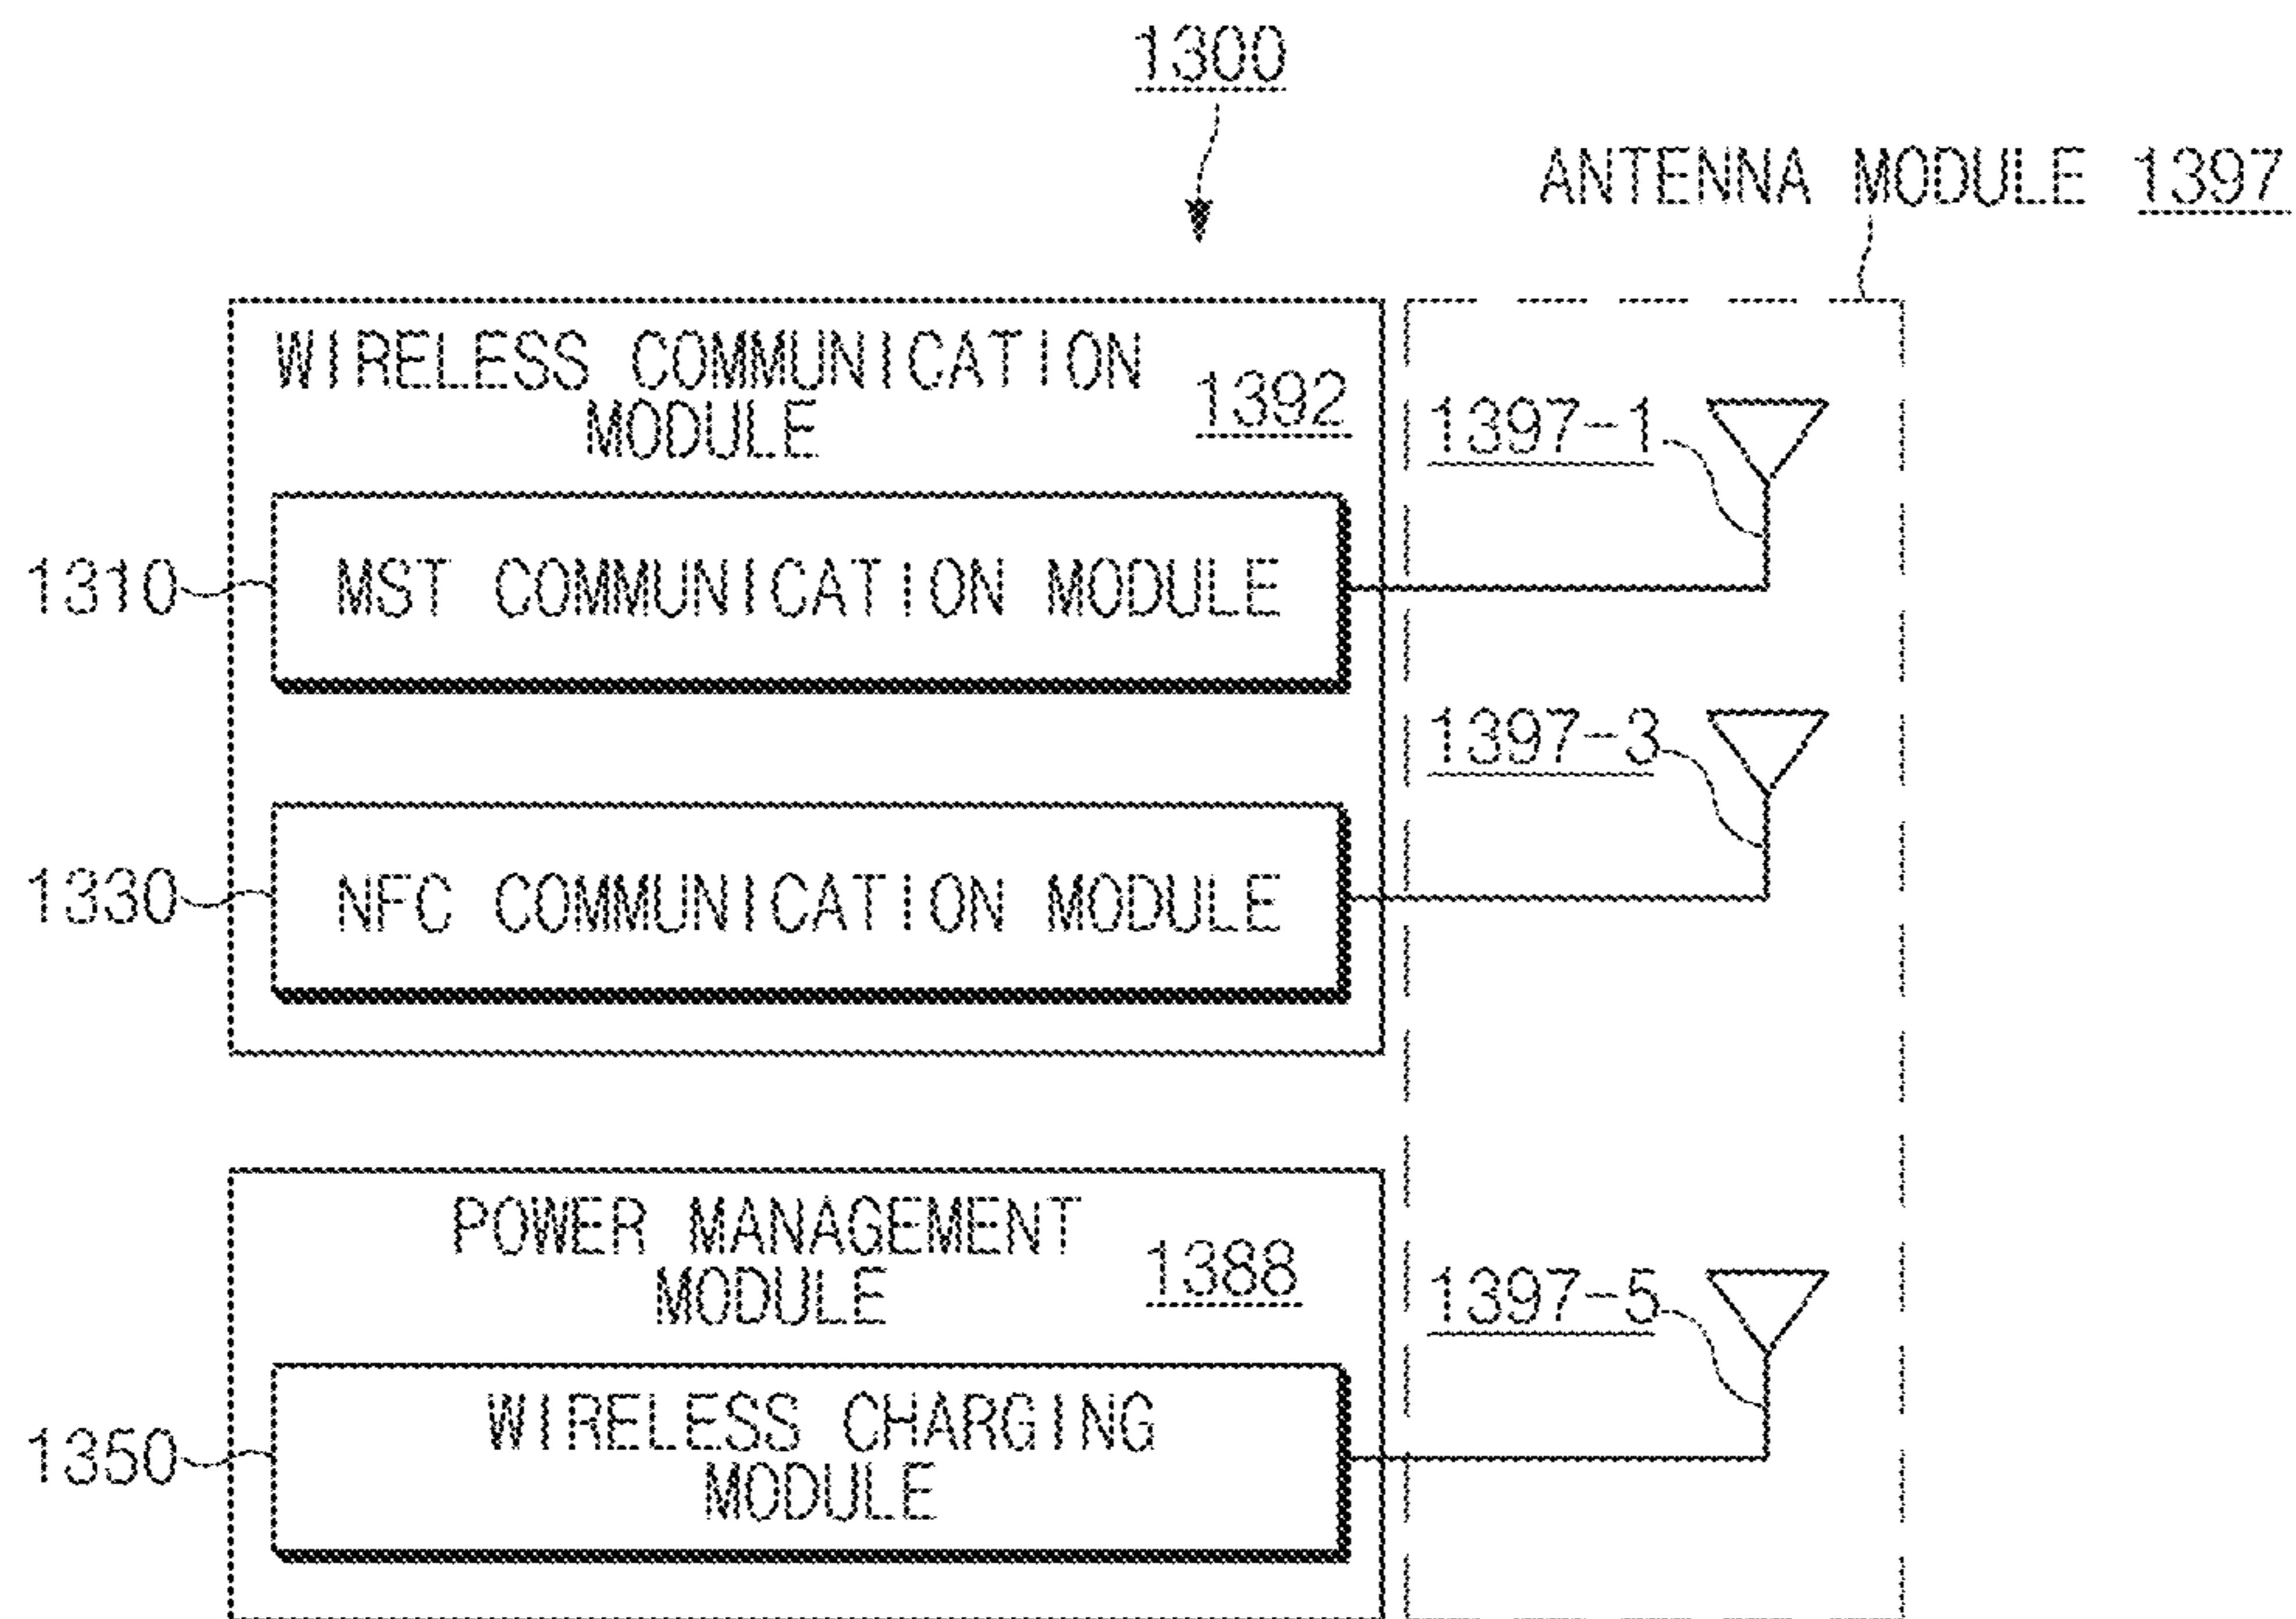 1300
ANTENNA MODULE 1397
WIRELESS COMMUNICATION
MODULE
1392
1397-1
1310
MST COMMUNICATION MODULE
1397-3
1330
NFC COMMUNICATION MODULE
POWER MANAGEMENT
MODULE
1388
1397-5
1350
WIRELESS CHARGING
MODULE